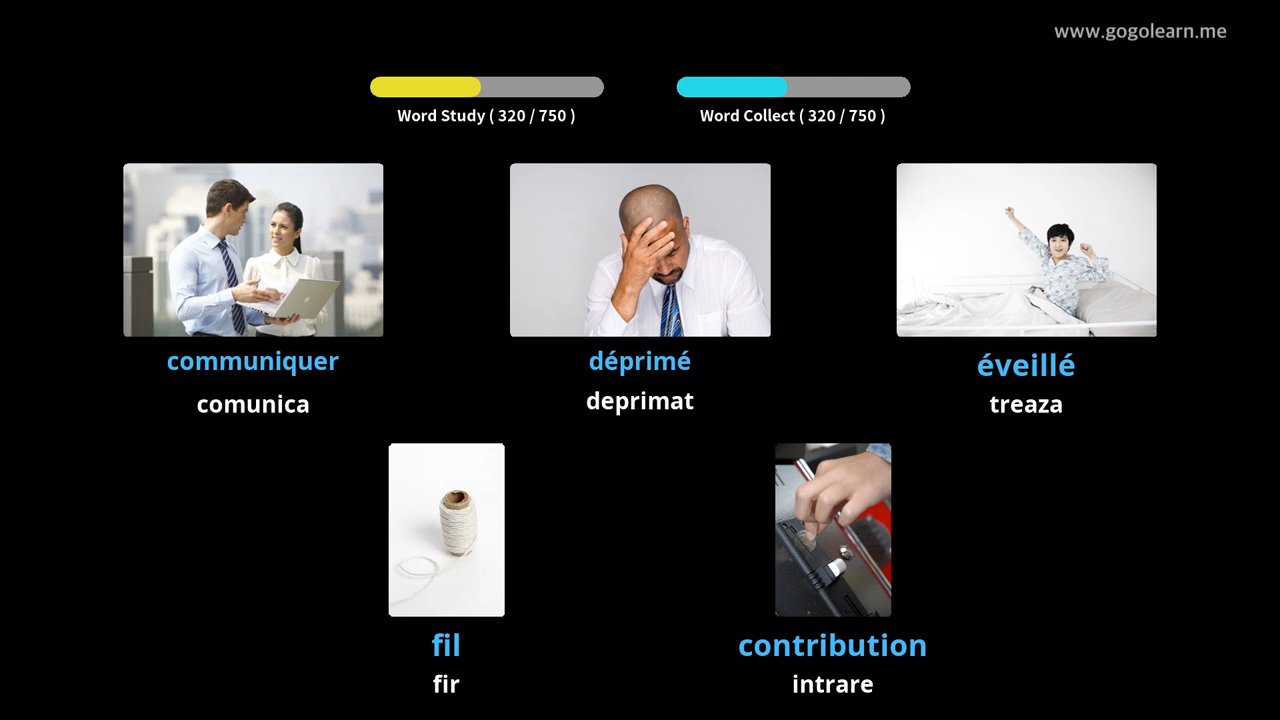 www.gogolearn.me
Word Study ( 320 / 750 )
Word Collect ( 320 / 750 )
communiquer
déprimé
éveillé
comunica
deprimat
treaza
fil
contribution
fir
intrare